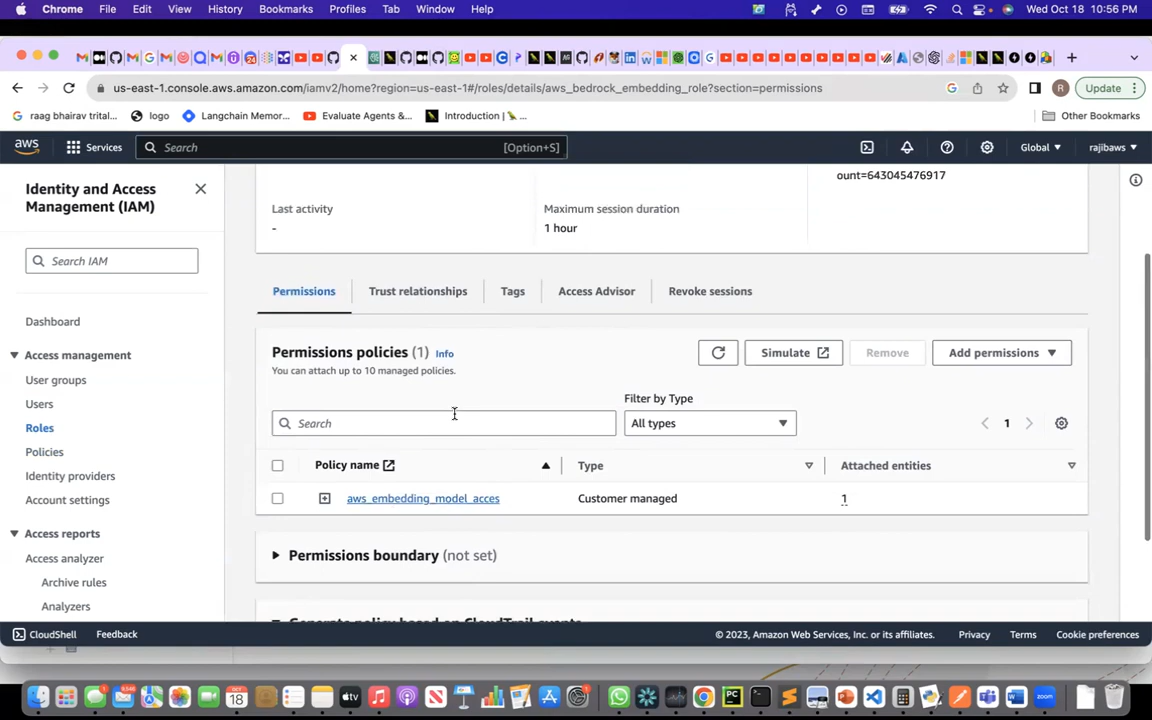 Chrome File Edit View History Bookmarks Profiles Tab Window Help Wed Oct 18 10:56 PM
us-east-1.console.aws.amazon.com/iamv2/home?region=us-east-1#/roles/details/aws_bedrock_embedding_role?section=permissions R Update
raag bhairav trital... logo Langchain Memor... Evaluate Agents &... Introduction | ... Other Bookmarks
aws Services Search [Option+S] Global rajibaws
Identity and Access
Management (IAM)
Search IAM
Dashboard
Access management
User groups
Users
Roles
Policies
Identity providers
Account settings
Access reports
Access analyzer
Archive rules
Analyzers
ount=643045476917
Last activity
-
Maximum session duration
1 hour
Permissions Trust relationships Tags Access Advisor Revoke sessions
Permissions policies (1) Info
You can attach up to 10 managed policies.
Simulate Remove Add permissions
Filter by Type
Search All types 1
Policy name Type Attached entities
aws_embedding_model_acces Customer managed 1
Permissions boundary (not set)
Generate policy based on CloudTrail events
CloudShell Feedback © 2023, Amazon Web Services, Inc. or its affiliates. Privacy Terms Cookie preferences